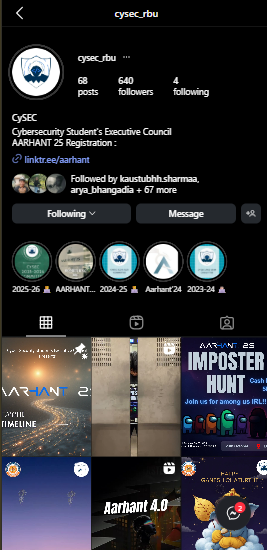 cysec_rbu
cysec_rbu
68 640 4
posts followers following
CySEC
Cybersecurity Student's Executive Council
AARHANT 25 Registration :
linktr.ee/aarhant
Followed by kaustubhh.sharmaa,
arya_bhangadia + 67 more
Following Message
2025-26 AARHANT... 2024-25 Aarhant'24 2023-24
AARHANT 25
TIMELINE
AARHANT 25
IMPOSTER
HUNT
Join us for among us IRL!!
Aarhant 4.0
HAPPY
2